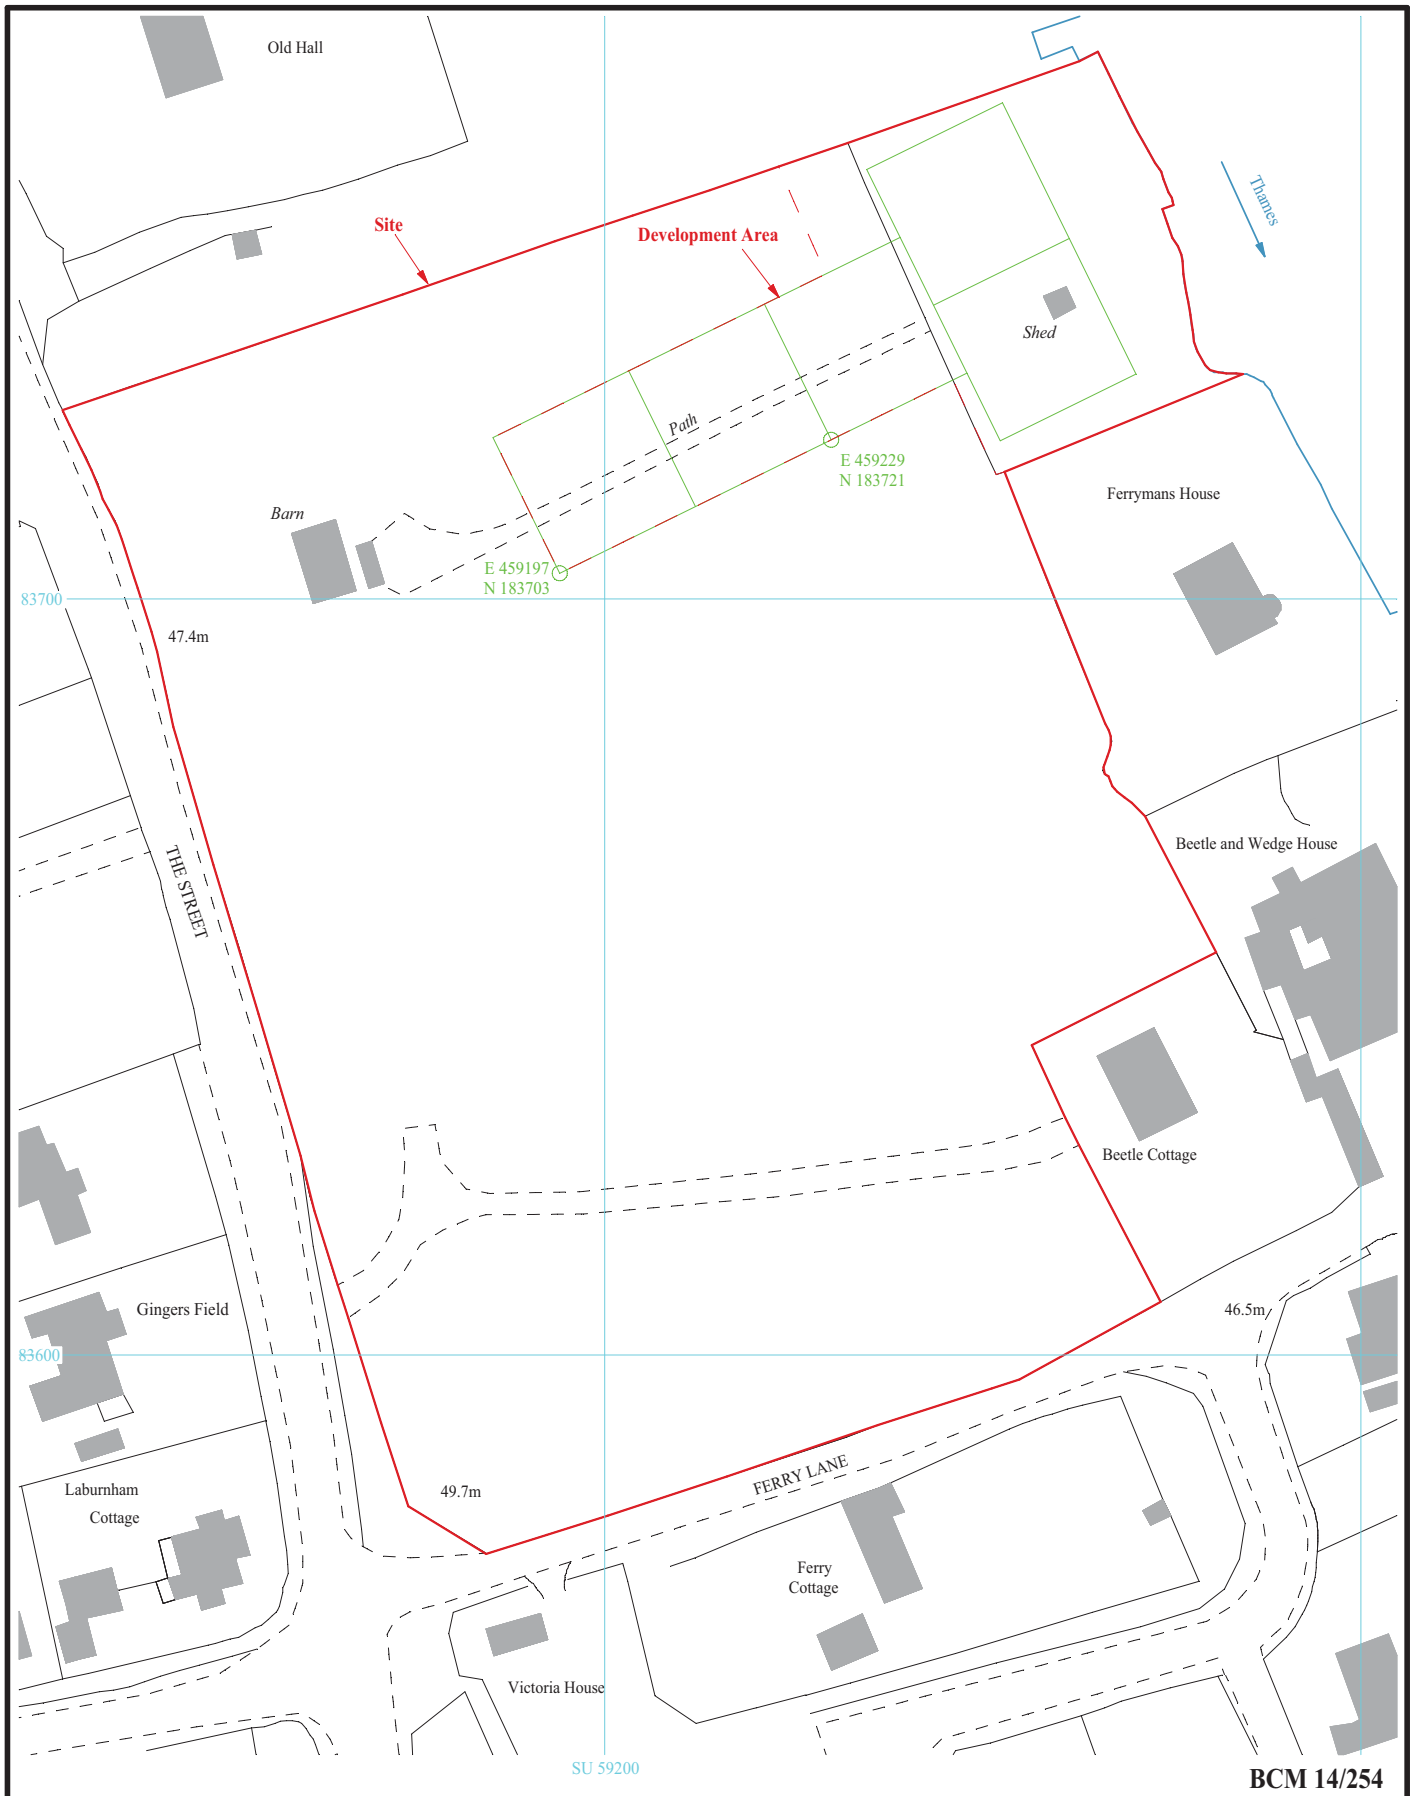 Old Hall
Thames
Site
Development Area
Shed
Path
E 459229
N 183721
Ferrymans House
Barn
E 459197
N 183703
83700
47.4m
Beetle and Wedge House
THE STREET
Beetle Cottage
Gingers Field
46.5m
83600
FERRY LANE
49.7m
Laburnham
Cottage
Ferry
Cottage
Victoria House
SU 59200
BCM 14/254